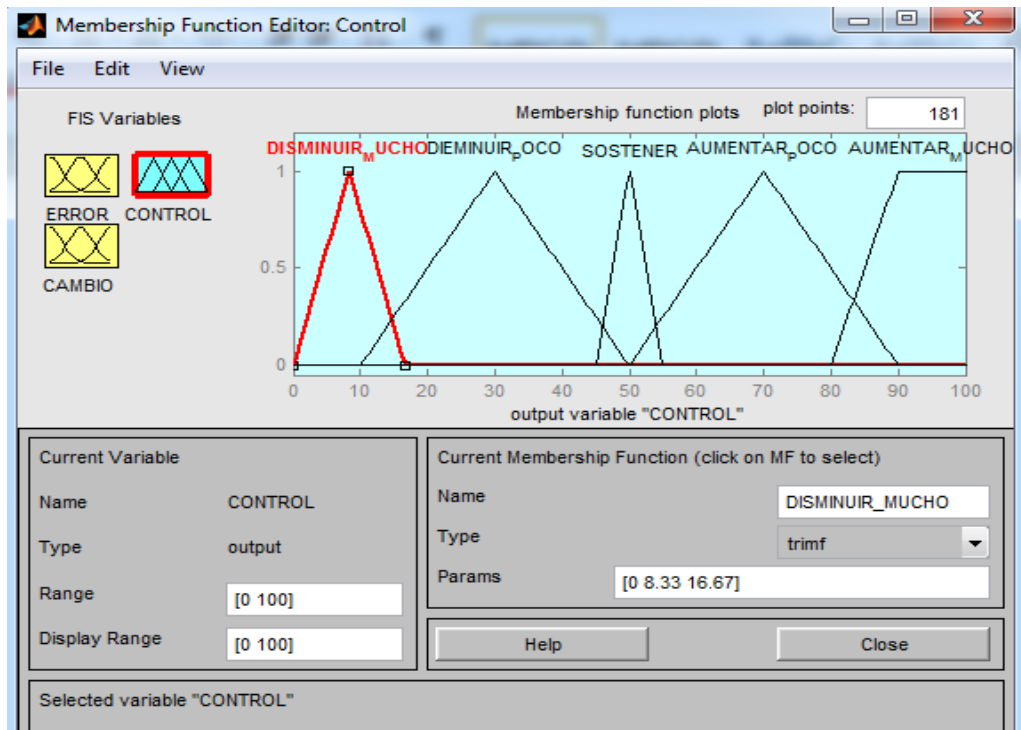 Membership Function Editor: Control
File Edit View
FIS Variables
Membership function plots plot points: 181
DISMINUIR_MUCHO DIEMINUIR_POCO SOSTENER AUMENTAR_POCO AUMENTAR_MUCHO
ERROR CONTROL
CAMBIO
1
0.5
0
0 10 20 30 40 50 60 70 80 90 100
output variable "CONTROL"
Current Variable
Name CONTROL
Type output
Range [0 100]
Display Range [0 100]
Current Membership Function (click on MF to select)
Name DISMINUIR_MUCHO
Type trimf
Params [0 8.33 16.67]
Help Close
Selected variable "CONTROL"